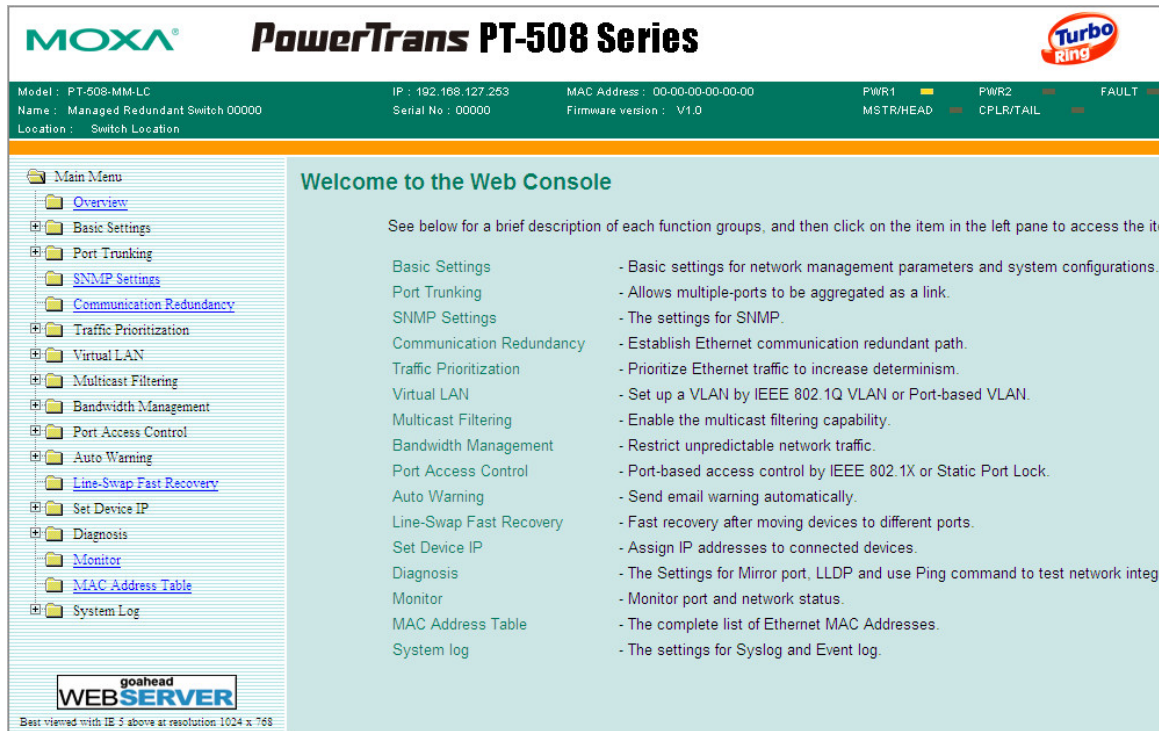 MOXA® PowerTrans PT-508 Series Turbo Ring
Model : PT-508-MM-LC IP : 192.168.127.253 MAC Address : 00-00-00-00-00-00 PWR1 PWR2 FAULT
Name : Managed Redundant Switch 00000 Serial No : 00000 Firmware version : V1.0 MSTR/HEAD CPLR/TAIL
Location : Switch Location
Main Menu
Overview
Basic Settings
Port Trunking
SNMP Settings
Communication Redundancy
Traffic Prioritization
Virtual LAN
Multicast Filtering
Bandwidth Management
Port Access Control
Auto Warning
Line-Swap Fast Recovery
Set Device IP
Diagnosis
Monitor
MAC Address Table
System Log
goahead
WEBSERVER
Best viewed with IE 5 above at resolution 1024 x 768
Welcome to the Web Console
See below for a brief description of each function groups, and then click on the item in the left pane to access the
Basic Settings - Basic settings for network management parameters and system configurations.
Port Trunking - Allows multiple-ports to be aggregated as a link.
SNMP Settings - The settings for SNMP.
Communication Redundancy - Establish Ethernet communication redundant path.
Traffic Prioritization - Prioritize Ethernet traffic to increase determinism.
Virtual LAN - Set up a VLAN by IEEE 802.1Q VLAN or Port-based VLAN.
Multicast Filtering - Enable the multicast filtering capability.
Bandwidth Management - Restrict unpredictable network traffic.
Port Access Control - Port-based access control by IEEE 802.1X or Static Port Lock.
Auto Warning - Send email warning automatically.
Line-Swap Fast Recovery - Fast recovery after moving devices to different ports.
Set Device IP - Assign IP addresses to connected devices.
Diagnosis - The Settings for Mirror port, LLDP and use Ping command to test network integ
Monitor - Monitor port and network status.
MAC Address Table - The complete list of Ethernet MAC Addresses.
System log - The settings for Syslog and Event log.